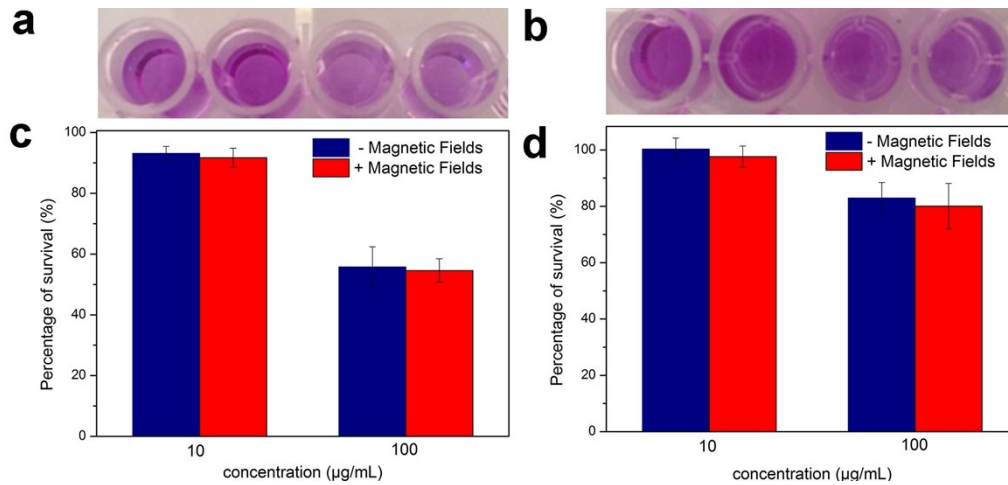 a
b
c
100
80
60
40
20
0
Percentage of survival (%)
- Magnetic Fields
+ Magnetic Fields
10
100
concentration (µg/mL)
d
100
80
60
40
20
0
Percentage of survival (%)
- Magnetic Fields
+ Magnetic Fields
10
100
concentration (µg/mL)